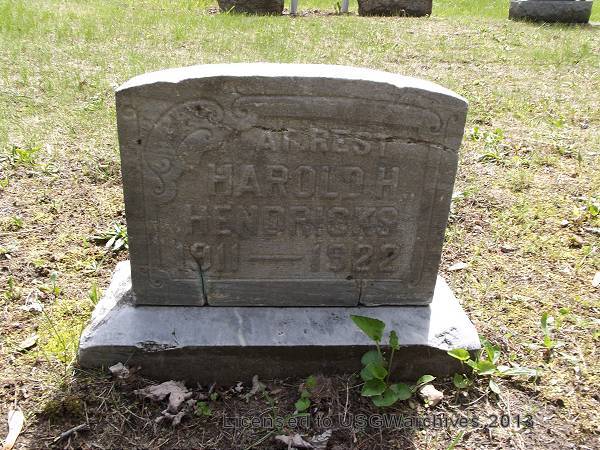 AT REST
HAROLD H.
HENDRICKS
1911 — 1922
Licensed to USGWarchives 2013